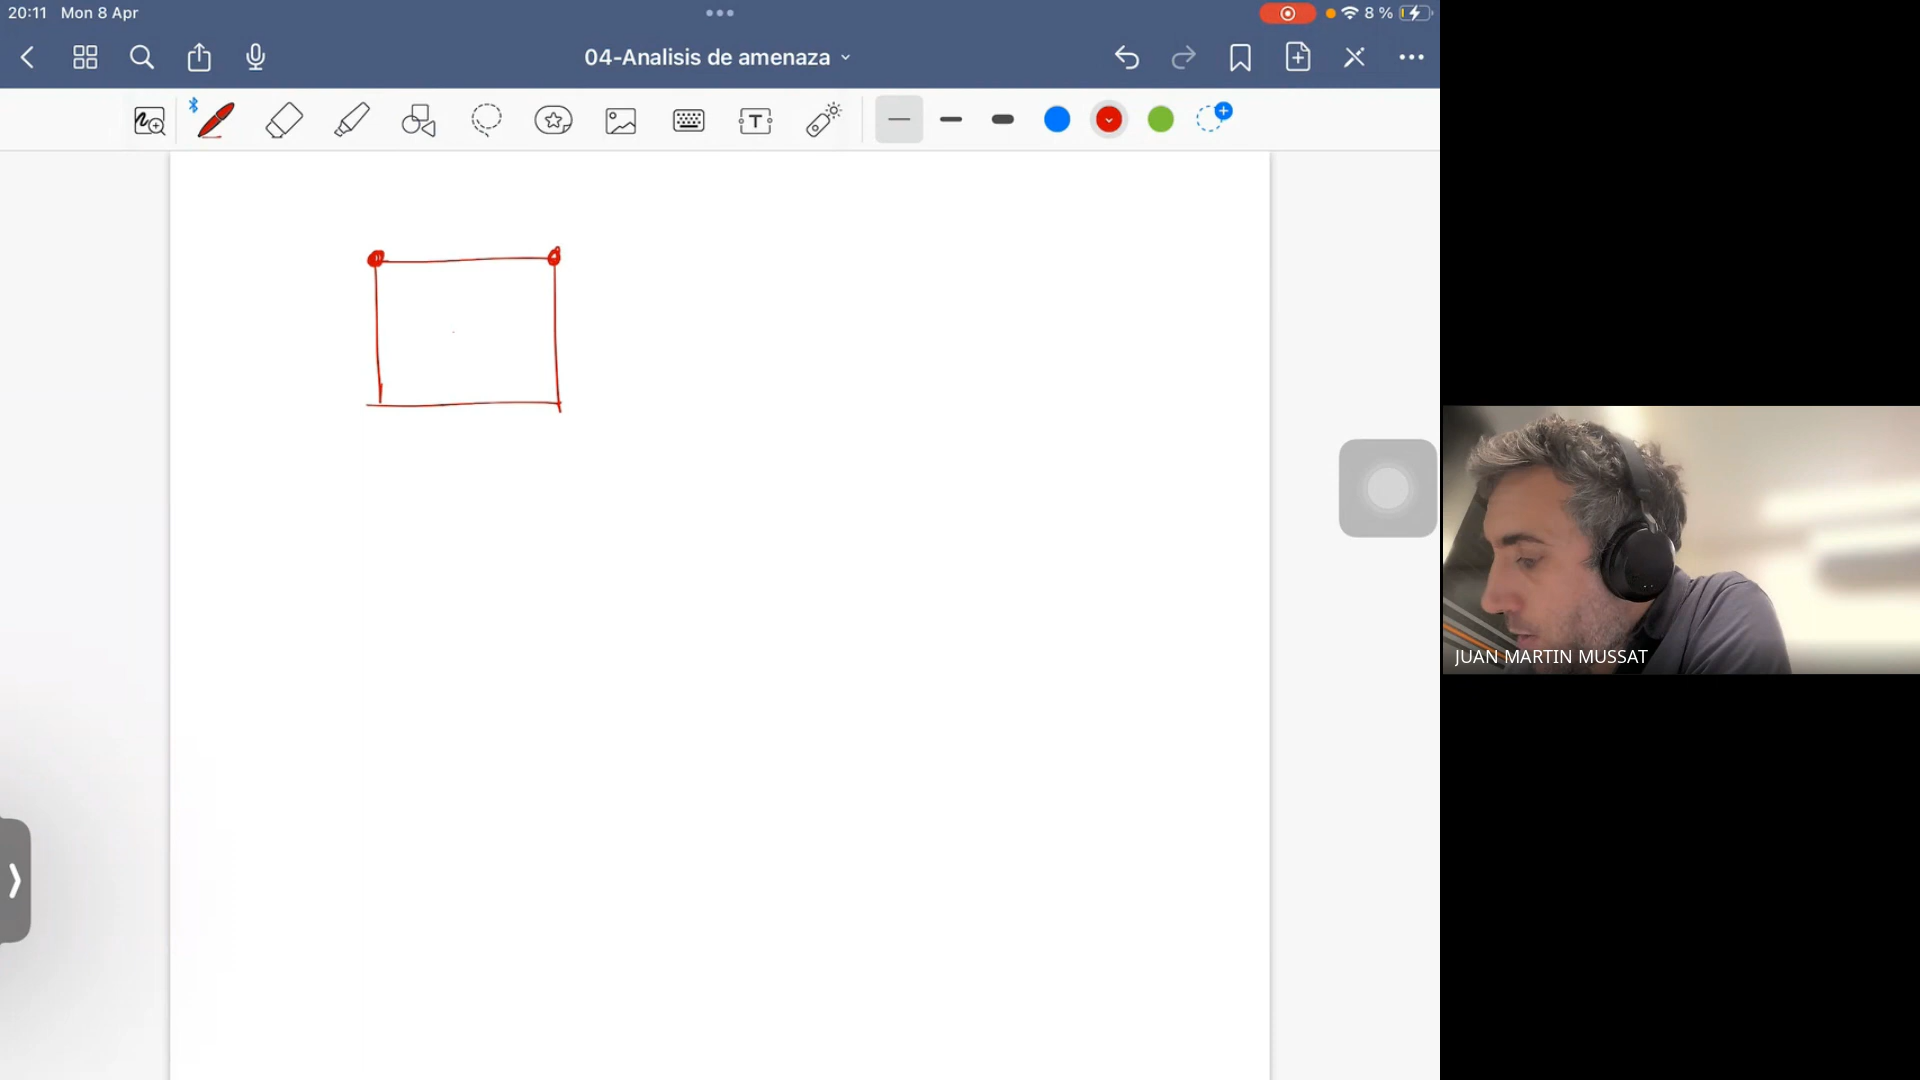 20:11 Mon 8 Apr
8 %
04-Analisis de amenaza
T
JUAN MARTIN MUSSAT